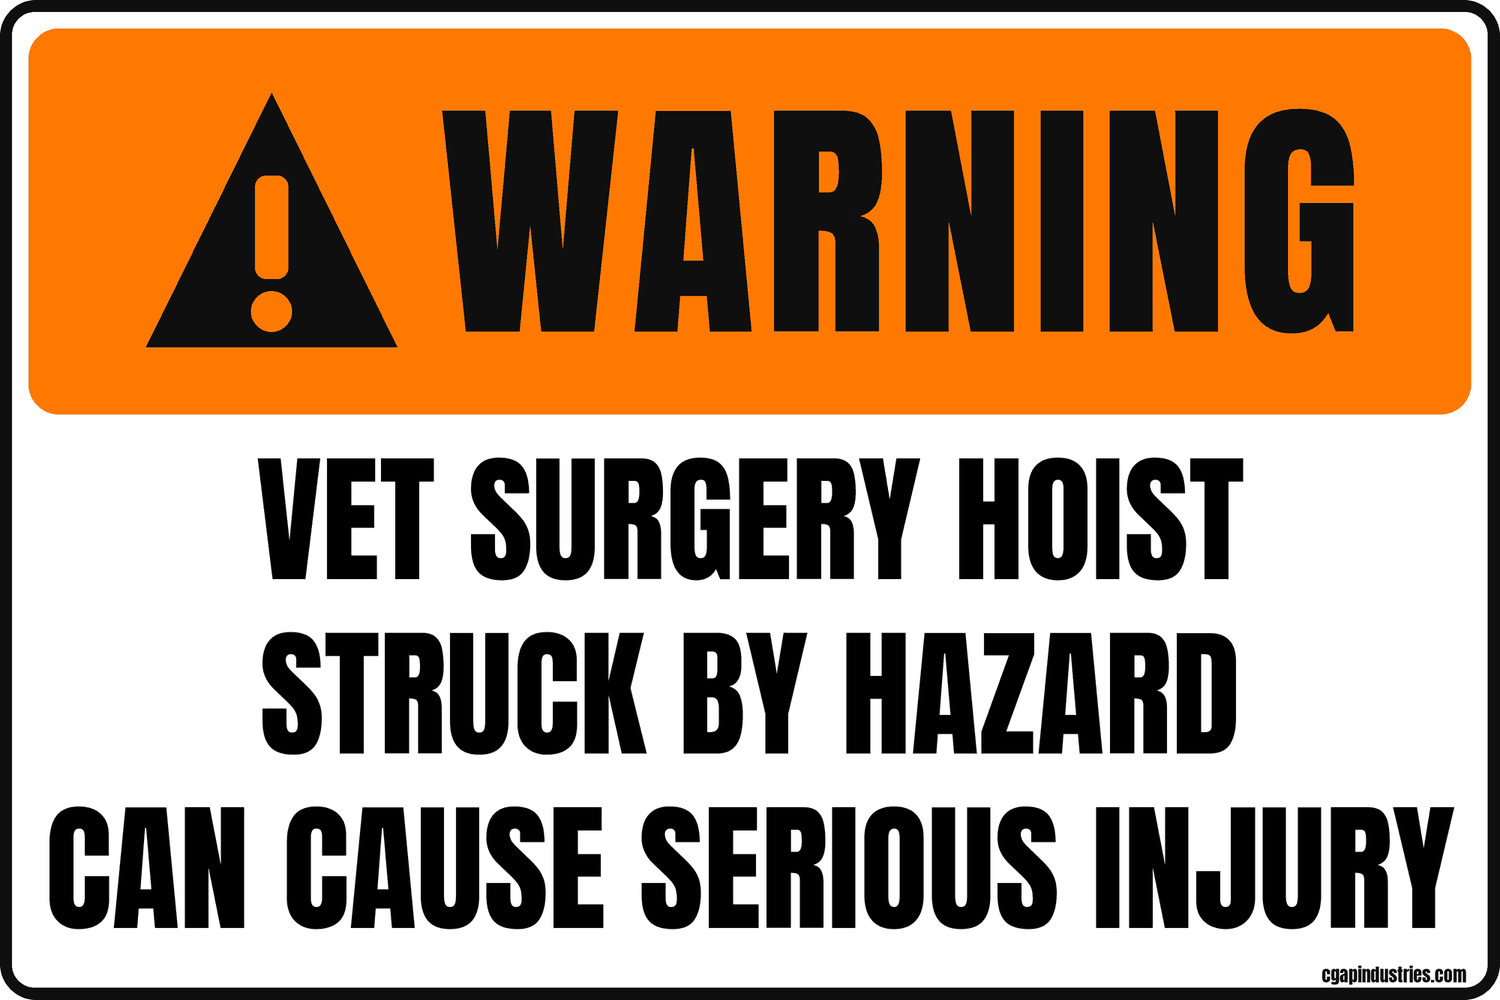 WARNING
VET SURGERY HOIST
STRUCK BY HAZARD
CAN CAUSE SERIOUS INJURY
cgapindustries.com